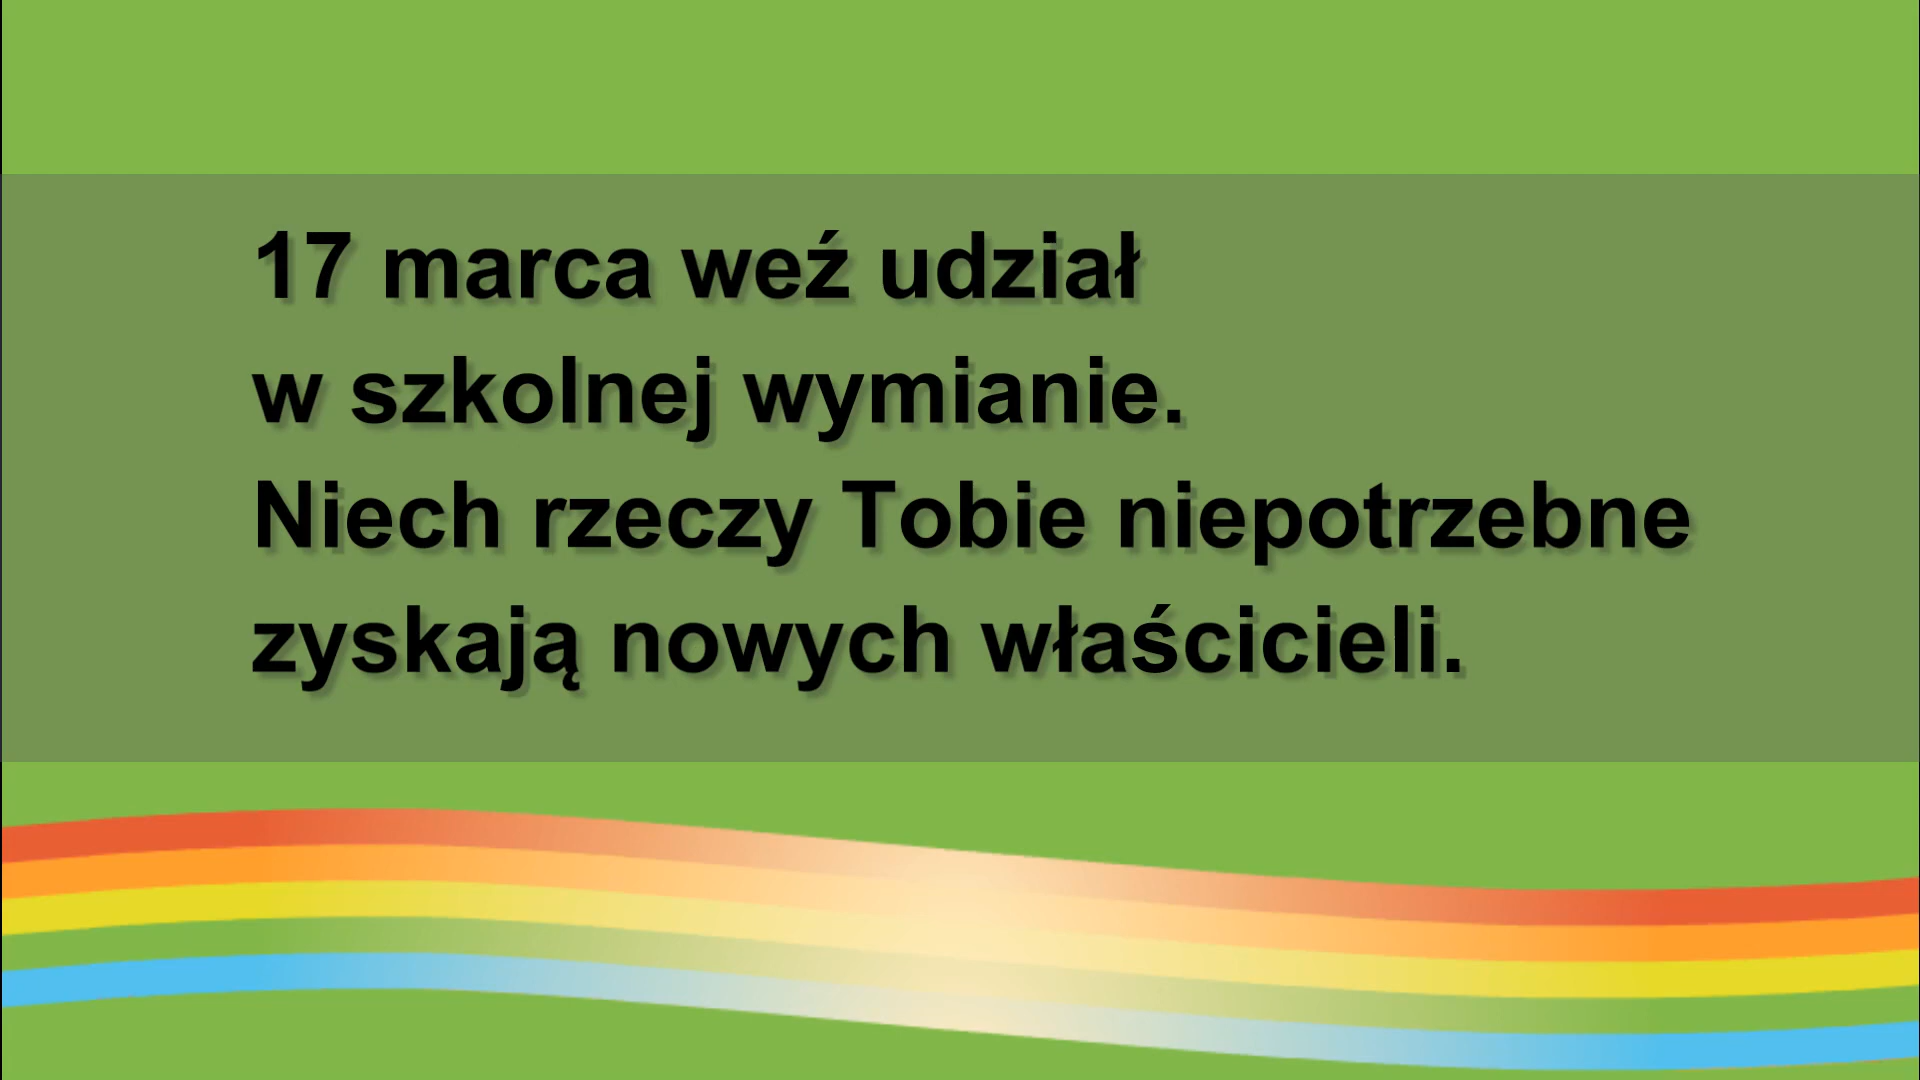 17 marca weź udział
w szkolnej wymianie.
Niech rzeczy Tobie niepotrzebne
zyskają nowych właścicieli.